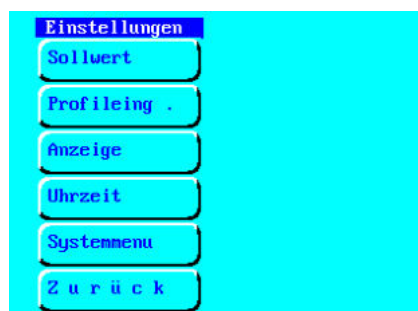 Einstellungen
Sollwert
Profileing .
Anzeige
Uhrzeit
Systemmenu
Z u r ü c k